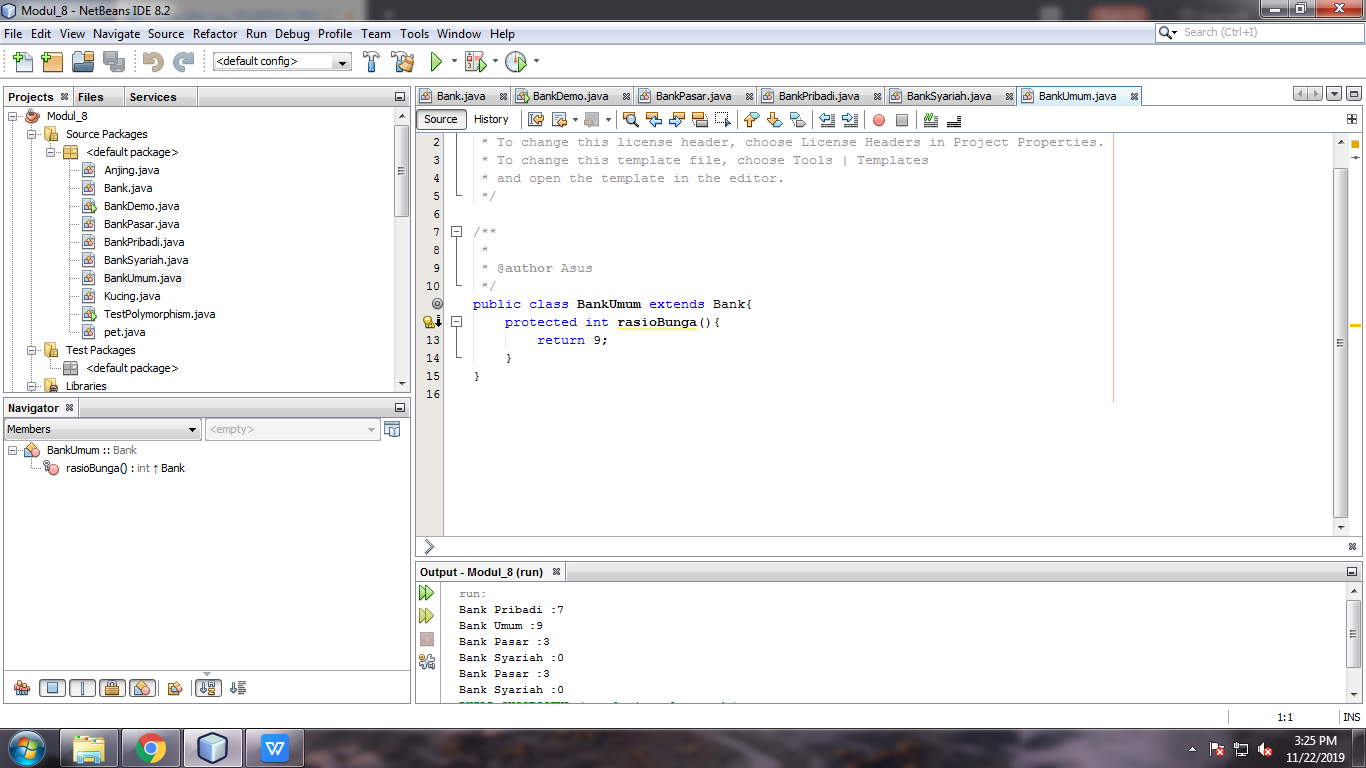 Modul_8 - NetBeans IDE 8.2
File Edit View Navigate Source Refactor Run Debug Profile Team Tools Window Help
Search (Ctrl+I)
<default config>
Projects Files Services
Modul_8
Source Packages
<default package>
Anjing.java
Bank.java
BankDemo.java
BankPasar.java
BankPribadi.java
BankSyariah.java
BankUmum.java
Kucing.java
TestPolymorphism.java
pet.java
Test Packages
<default package>
Libraries
Navigator
Members
<empty>
BankUmum :: Bank
rasioBunga() : int ↑ Bank
Bank.java BankDemo.java BankPasar.java BankPribadi.java BankSyariah.java BankUmum.java
Source History
2 * To change this license header, choose License Headers in Project Properties.
3 * To change this template file, choose Tools | Templates
4 * and open the template in the editor.
5 */
6
7 /**
8 *
9 * @author Asus
10 */
public class BankUmum extends Bank{
protected int rasioBunga(){
13 return 9;
14 }
15 }
16
Output - Modul_8 (run)
run:
Bank Pribadi :7
Bank Umum :9
Bank Pasar :3
Bank Syariah :0
Bank Pasar :3
Bank Syariah :0
1:1 INS
3:25 PM
11/22/2019